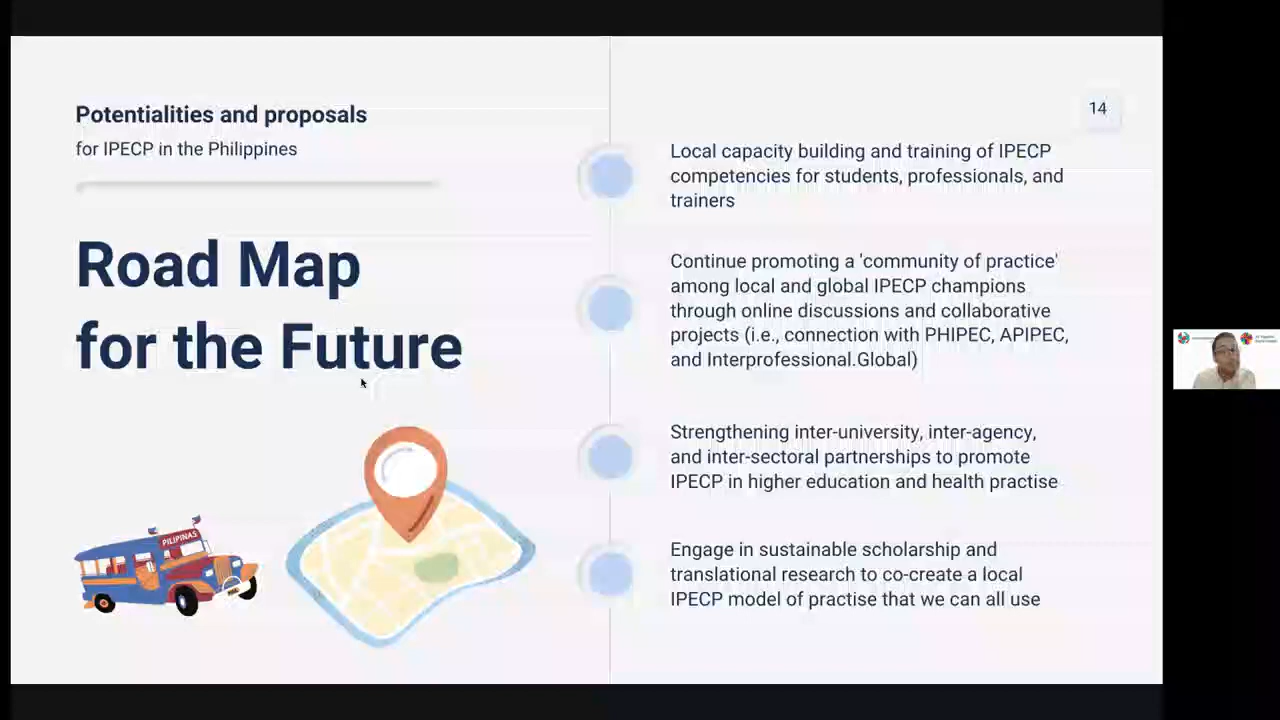 Potentialities and proposals
for IPECP in the Philippines
Road Map
for the Future
PILIPINAS
14
Local capacity building and training of IPECP
competencies for students, professionals, and
trainers
Continue promoting a 'community of practice'
among local and global IPECP champions
through online discussions and collaborative
projects (i.e., connection with PHIPEC, APIPEC,
and Interprofessional.Global)
Strengthening inter-university, inter-agency,
and inter-sectoral partnerships to promote
IPECP in higher education and health practise
Engage in sustainable scholarship and
translational research to co-create a local
IPECP model of practise that we can all use